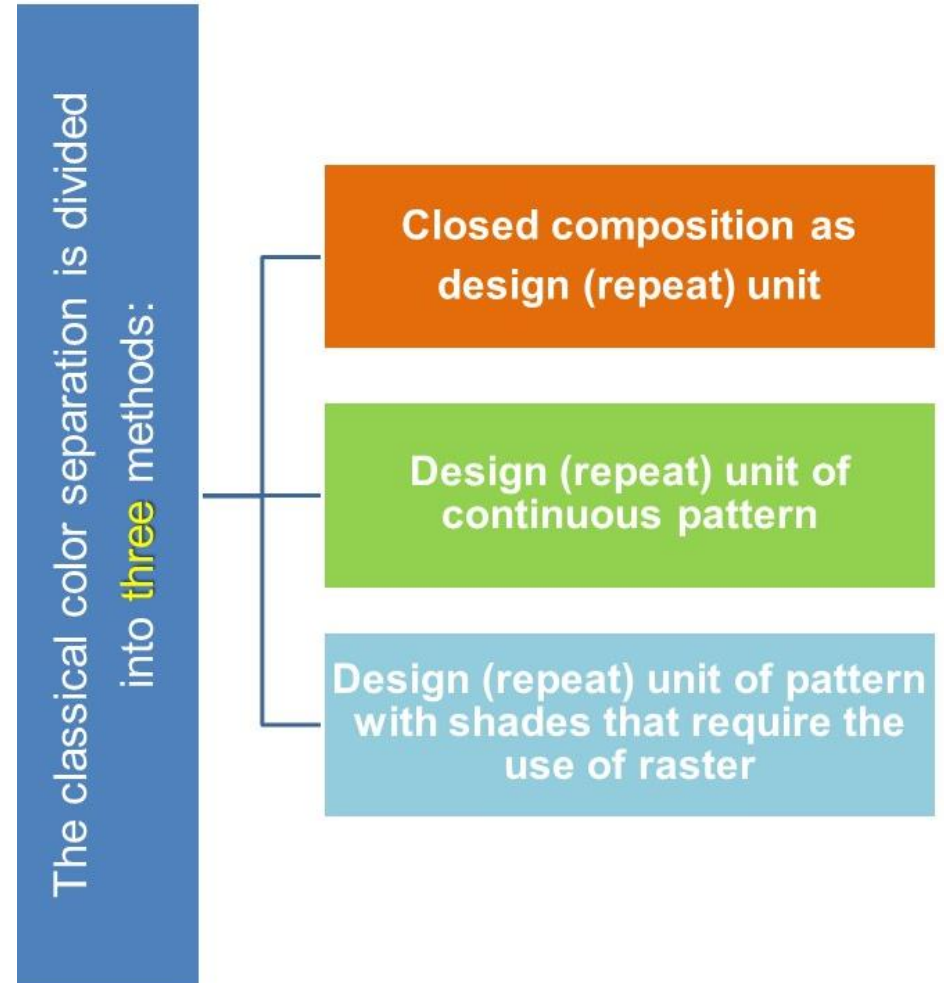 The classical color separation is divided
into three methods:
Closed composition as
design (repeat) unit
Design (repeat) unit of
continuous pattern
Design (repeat) unit of pattern
with shades that require the
use of raster